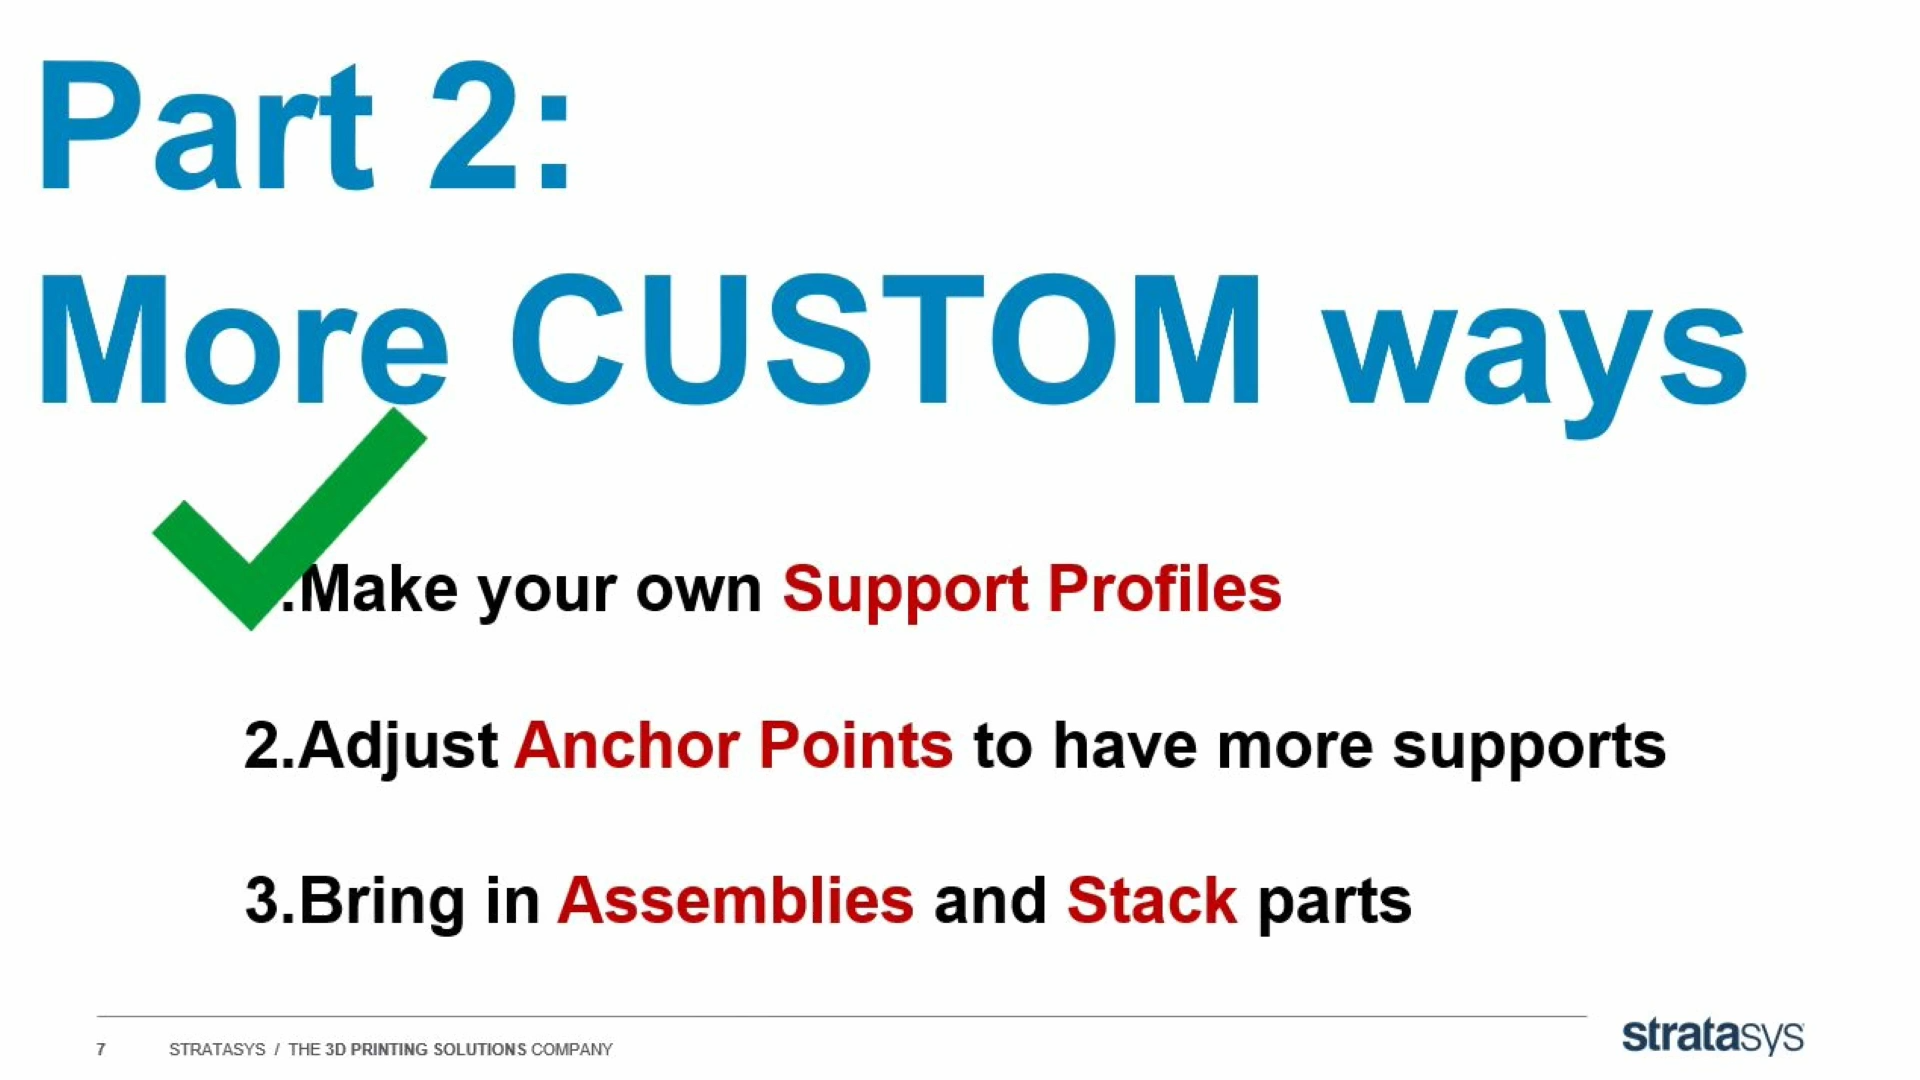 Part 2:
More CUSTOM ways
.Make your own Support Profiles
2.Adjust Anchor Points to have more supports
3.Bring in Assemblies and Stack parts
7 STRATASYS / THE 3D PRINTING SOLUTIONS COMPANY
stratasys